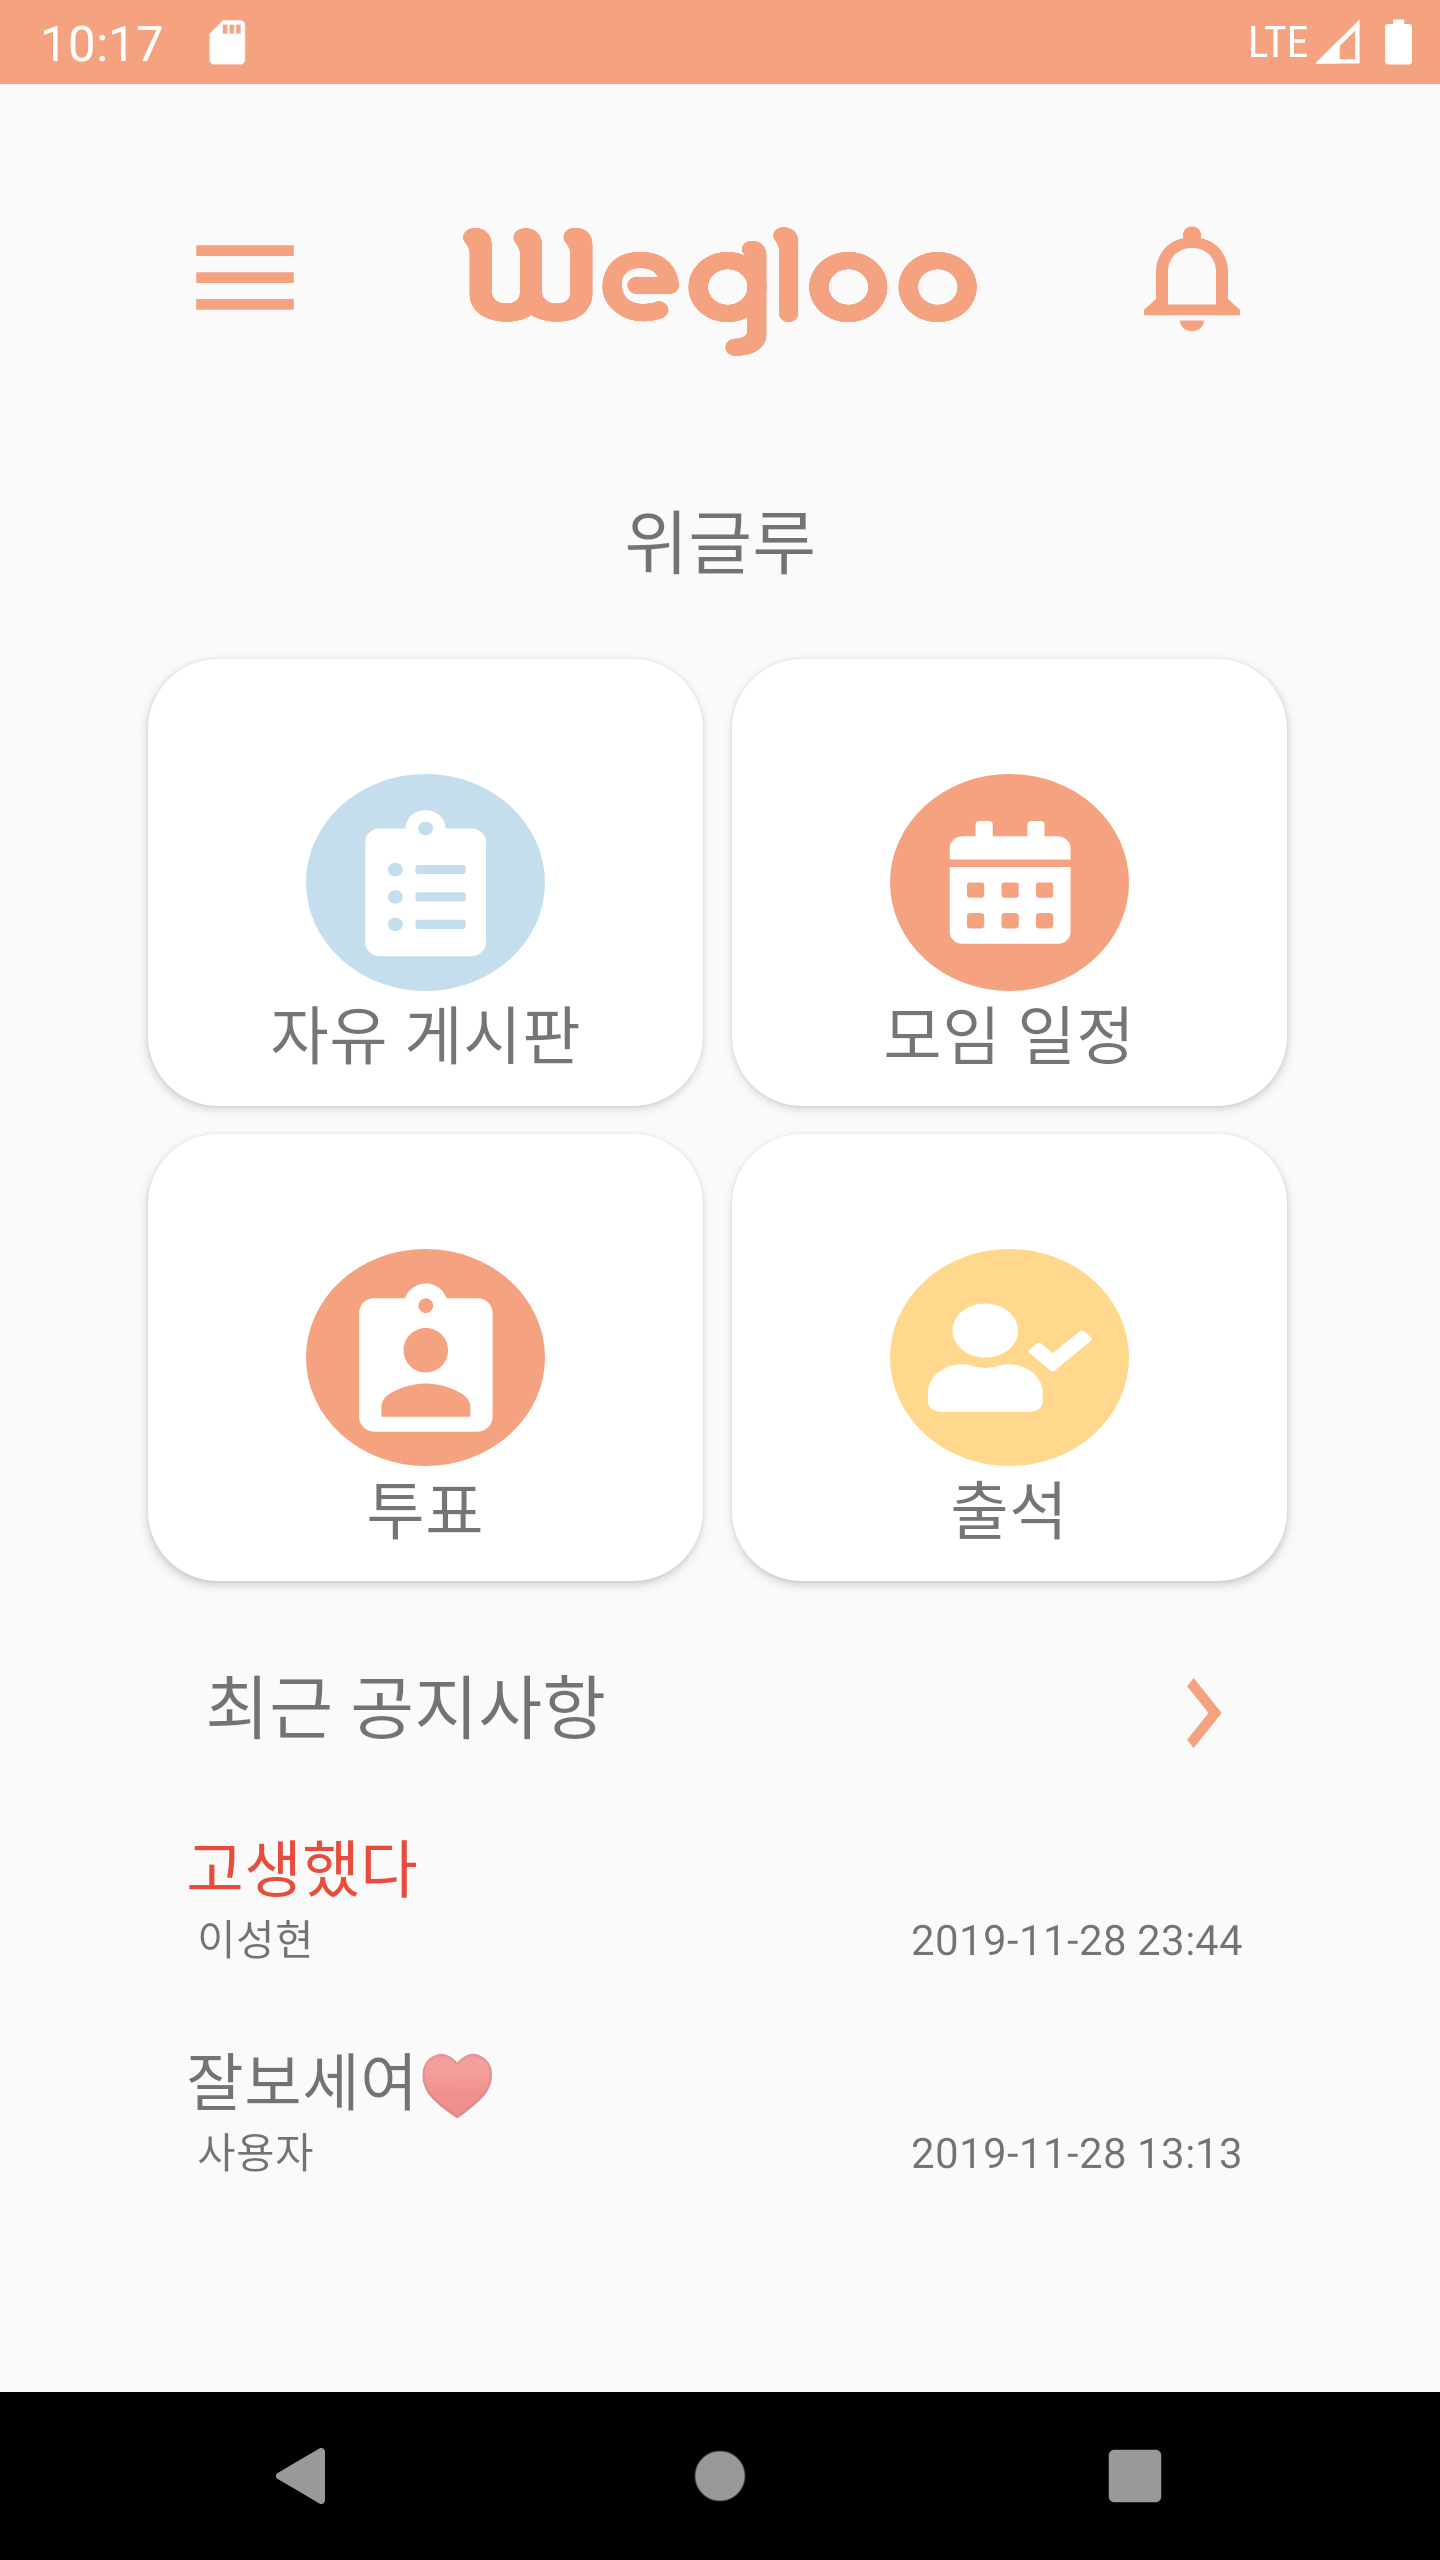 10:17 LTE
Wegloo
위글루
자유 게시판
모임 일정
투표
출석
최근 공지사항
고생했다
이성현 2019-11-28 23:44
잘보세여❤
사용자 2019-11-28 13:13